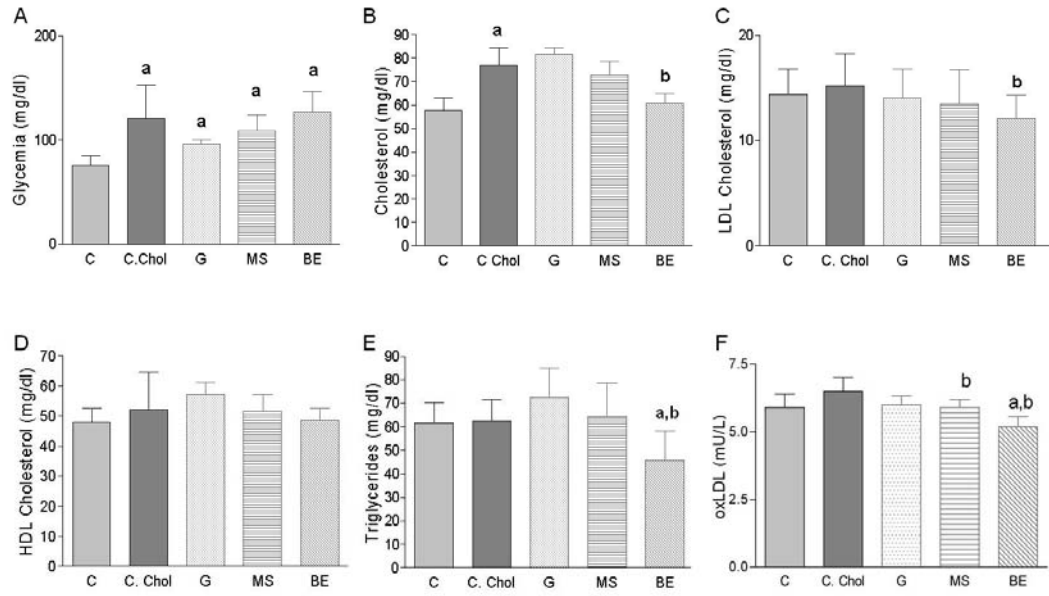 A
Glycemia (mg/dl)
200
100
0
a
a
a
a
C
C.Chol
G
MS
BE
B
Cholesterol (mg/dl)
90
80
70
60
50
40
30
20
10
0
a
b
C
C Chol
G
MS
BE
C
LDL Cholesterol (mg/dl)
20
10
0
b
C
C. Chol
G
MS
BE
D
HDL Cholesterol (mg/dl)
70
60
50
40
30
20
10
0
C
C. Chol
G
MS
BE
E
Triglycerides (mg/dl)
90
80
70
60
50
40
30
20
10
0
a,b
C
C. Chol
G
MS
BE
F
oxLDL (mU/L)
7.5
5.0
2.5
0.0
b
a,b
C
C. Chol
G
MS
BE